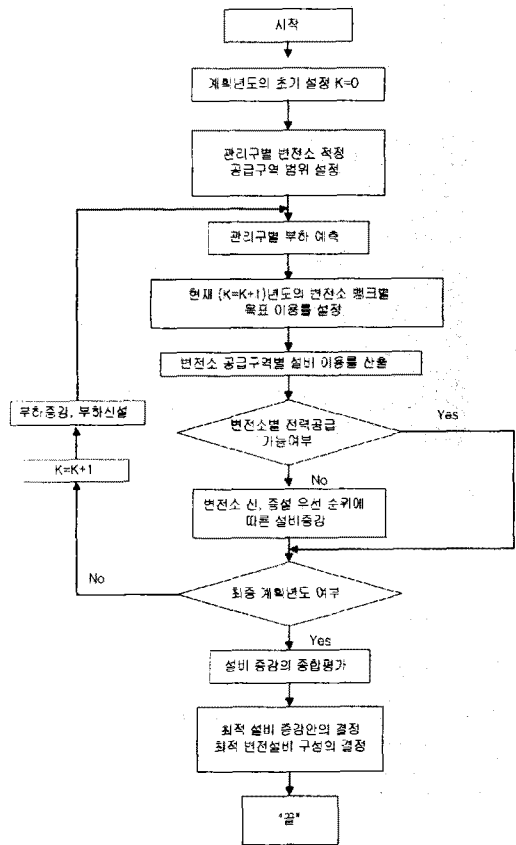 시작
계획년도의 초기 설정 K=0
관리구별 변전소 적정
공급구역 범위 설정
관리구별 부하 예측
현재 (K=K+1)년도의 변전소 뱅크별
목표 이용률 설정
변전소 공급구역별 설비 이용률 산출
변전소별 전력공급
가능여부
Yes
No
부하증감, 부하신설
K=K+1
변전소 신, 증설 우선 순위에
따른 설비증감
최종 계획년도 여부
No
Yes
설비 증감의 종합평가
최적 설비 증감안의 결정
최적 변전설비 구성의 결정
"끝"